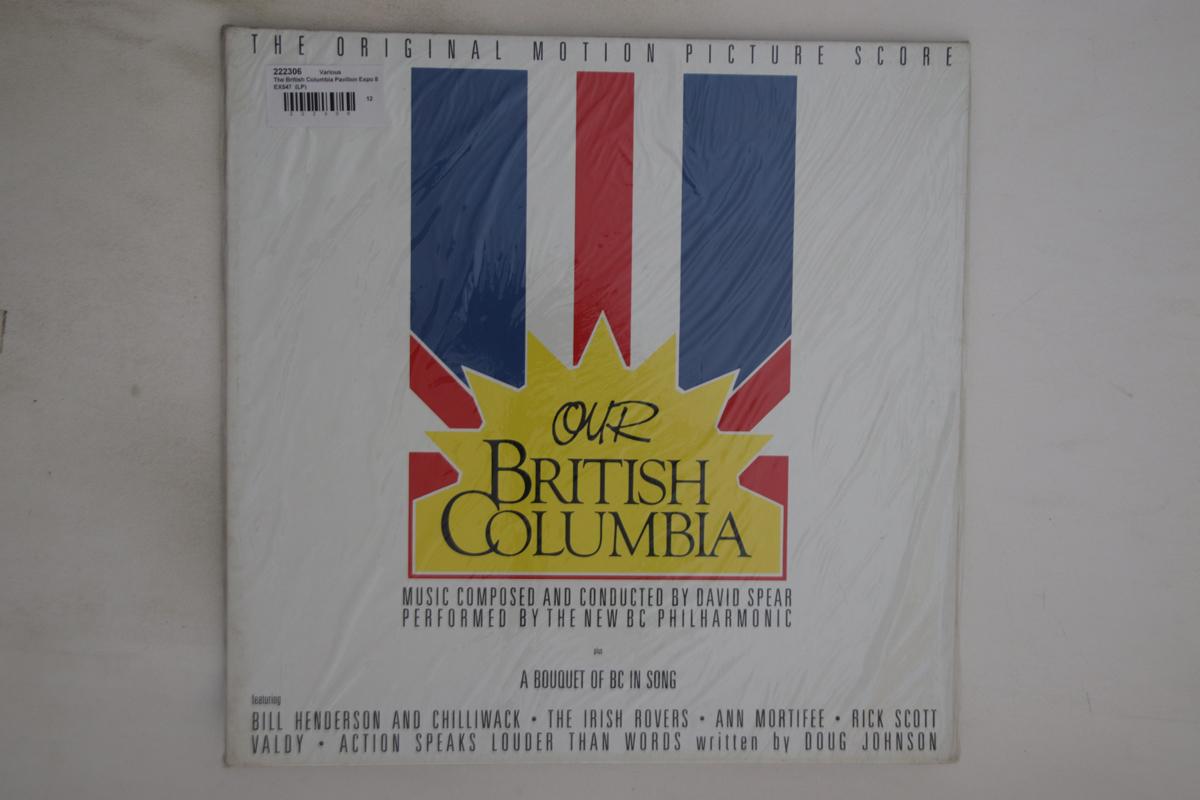 THE ORIGINAL MOTION PICTURE SCORE
222306 Various
The British Columbia Pavilion Expo 8
EX547 (LP)
12
OUR
BRITISH
COLUMBIA
MUSIC COMPOSED AND CONDUCTED BY DAVID SPEAR
PERFORMED BY THE NEW BC PHILHARMONIC
plus
A BOUQUET OF BC IN SONG
featuring
BILL HENDERSON AND CHILLIWACK • THE IRISH ROVERS • ANN MORTIFEE • RICK SCOTT
VALDY • ACTION SPEAKS LOUDER THAN WORDS written by DOUG JOHNSON